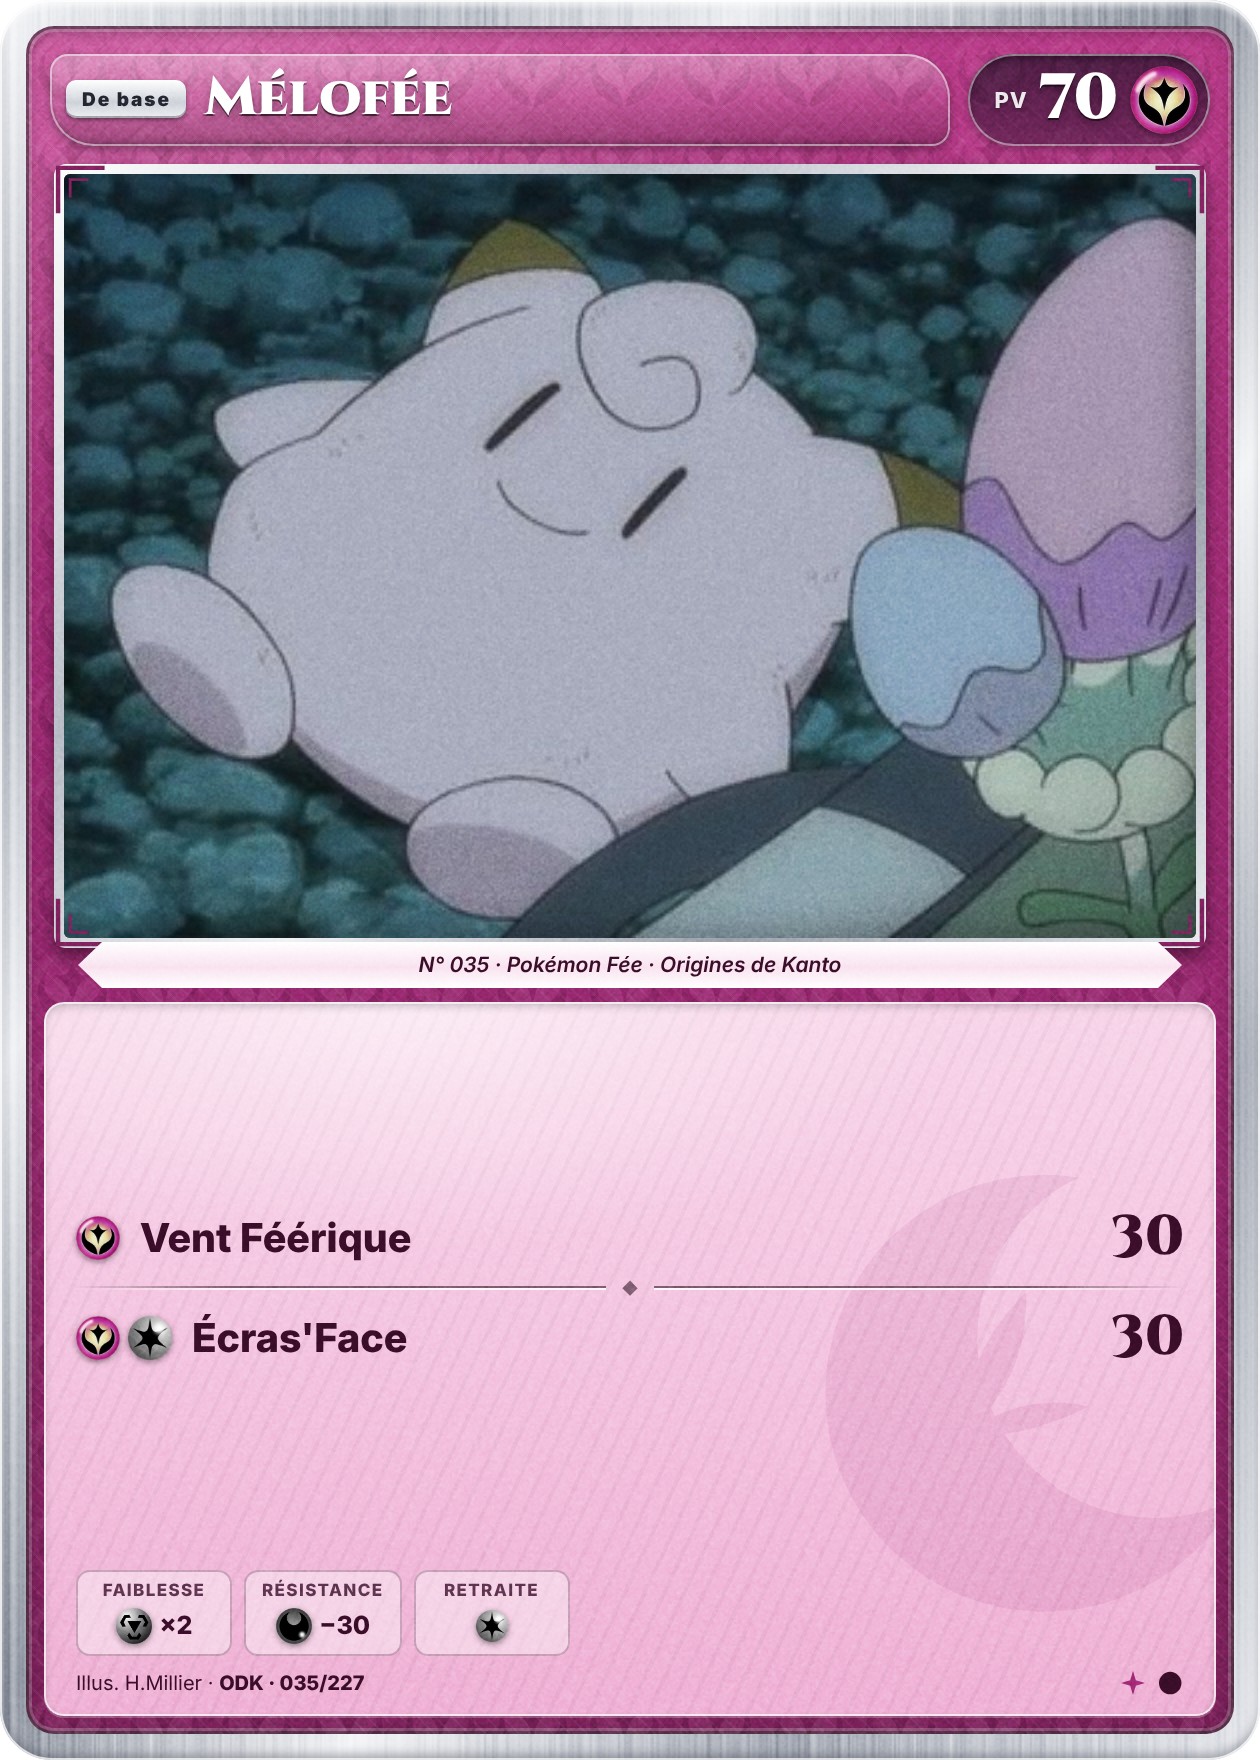 De base MÉLOFÉE PV 70
N° 035 · Pokémon Fée · Origines de Kanto
Vent Féérique 30
Écras'Face 30
FAIBLESSE RÉSISTANCE RETRAITE
×2 −30
Illus. H.Millier · ODK · 035/227